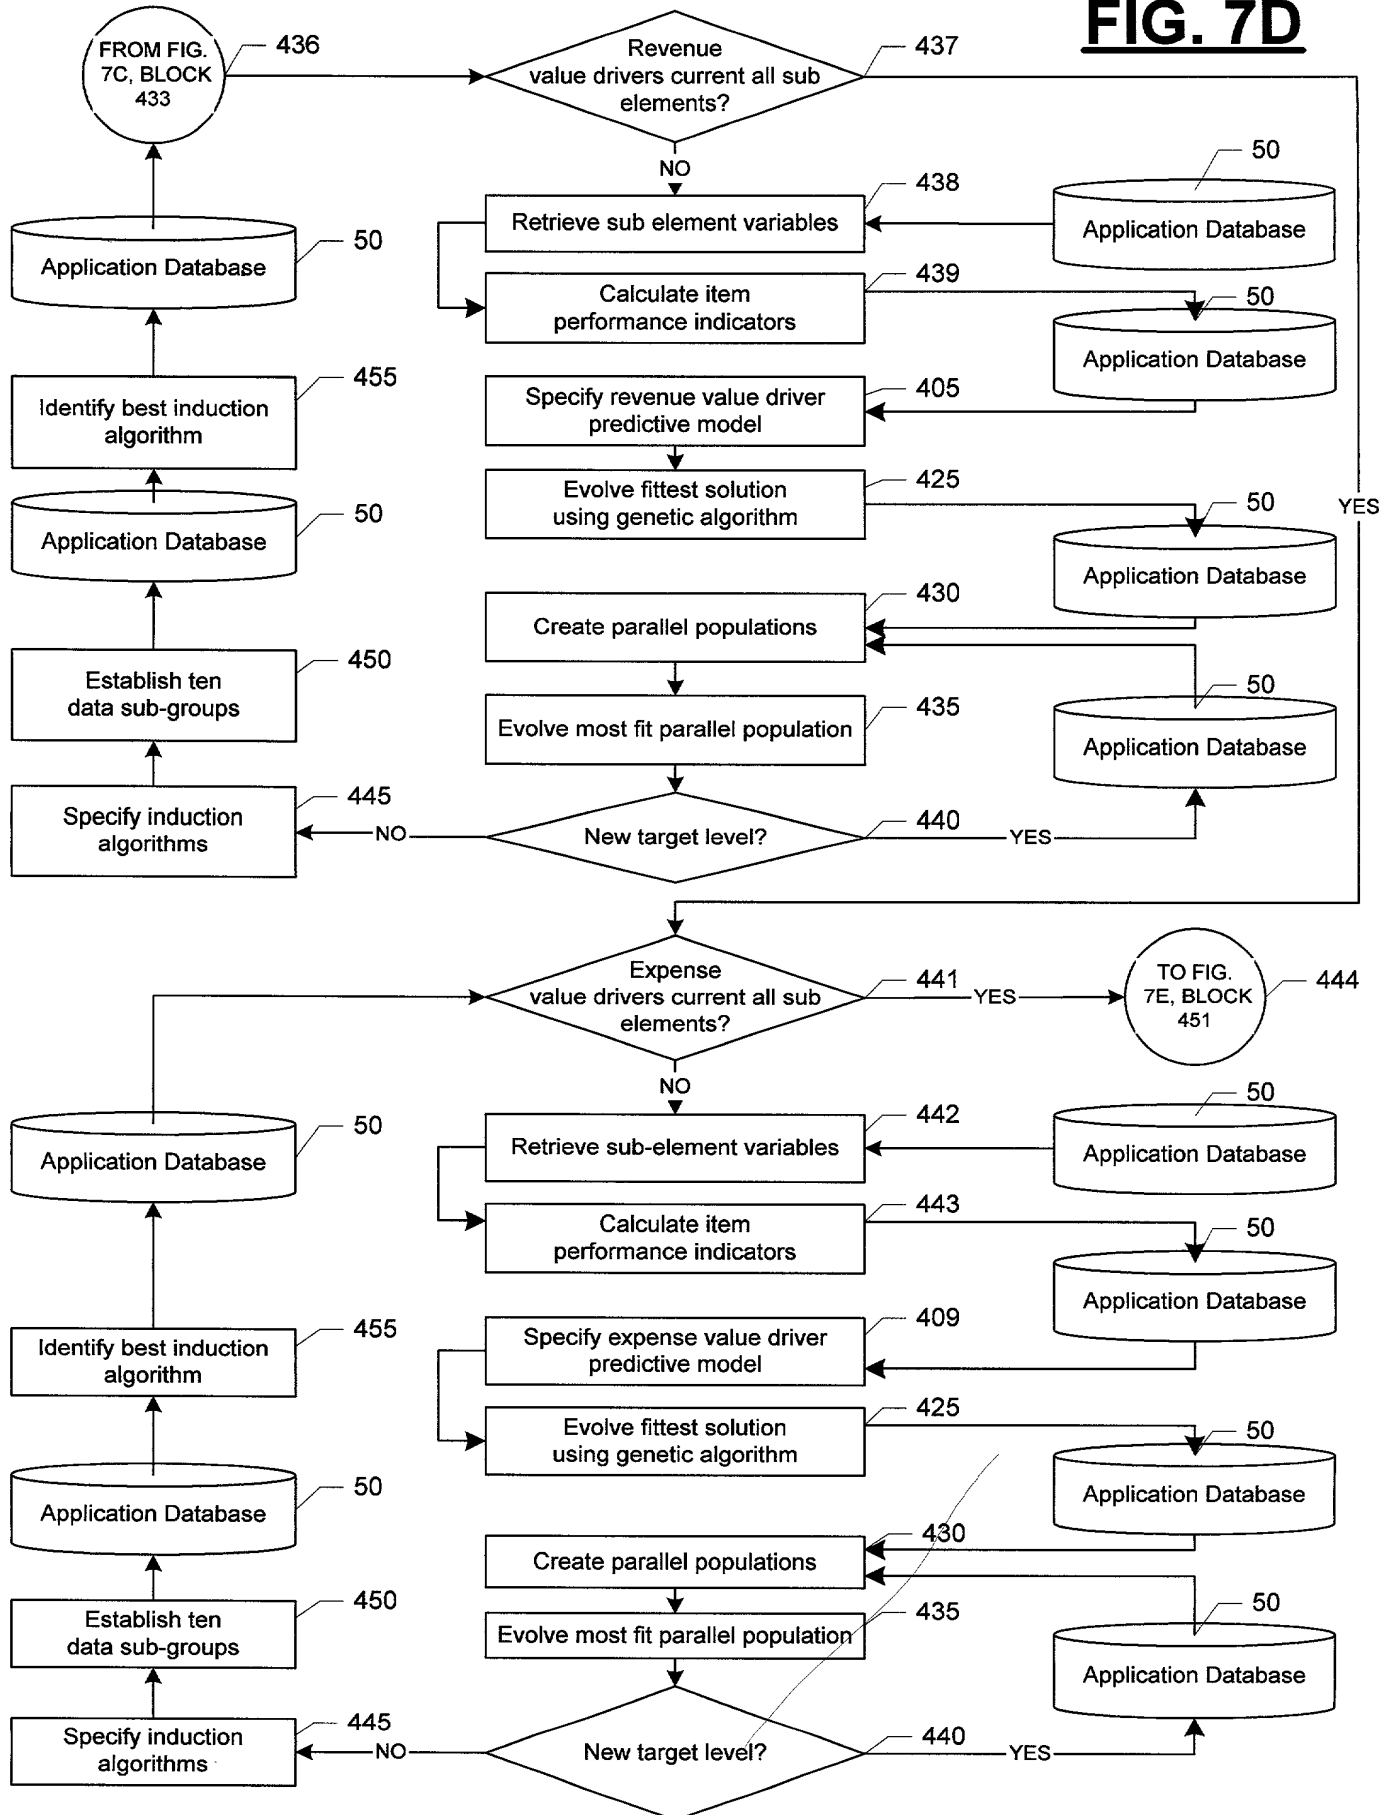 FIG. 7D
FROM FIG.
7C, BLOCK
433
436
Revenue
value drivers current all sub
elements?
437
NO
YES
Retrieve sub element variables
438
50
Application Database
Calculate item
performance indicators
439
50
Application Database
50
Application Database
Specify revenue value driver
predictive model
405
Identify best induction
algorithm
455
Evolve fittest solution
using genetic algorithm
425
50
Application Database
50
Application Database
Create parallel populations
430
Establish ten
data sub-groups
450
Evolve most fit parallel population
435
50
Application Database
Specify induction
algorithms
445
NO
New target level?
440
YES
Expense
value drivers current all sub
elements?
441
YES
TO FIG.
7E, BLOCK
451
444
NO
Retrieve sub-element variables
442
50
Application Database
50
Application Database
Calculate item
performance indicators
443
50
Application Database
Specify expense value driver
predictive model
409
Identify best induction
algorithm
455
Evolve fittest solution
using genetic algorithm
425
50
Application Database
50
Application Database
Create parallel populations
430
Establish ten
data sub-groups
450
Evolve most fit parallel population
435
50
Application Database
Specify induction
algorithms
445
NO
New target level?
440
YES